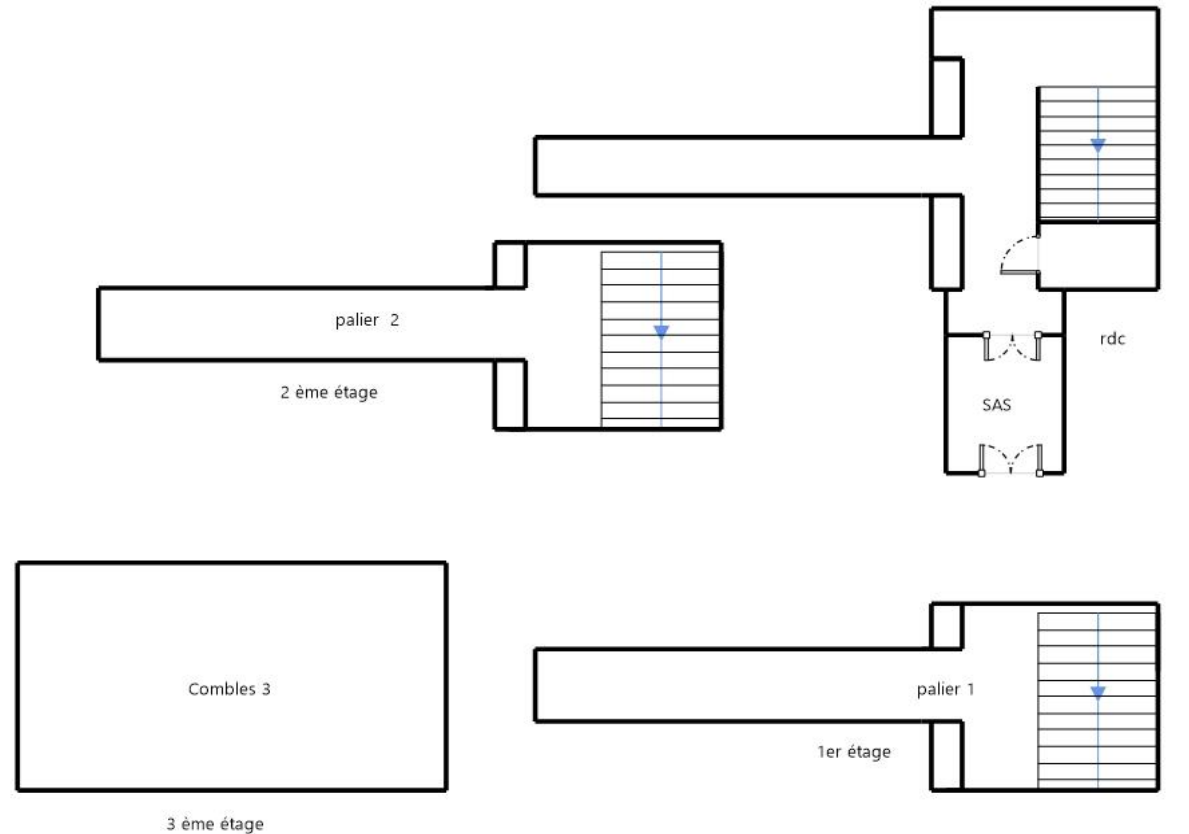 palier 2
2 ème étage
rdc
SAS
Combles 3
3 ème étage
palier 1
1er étage